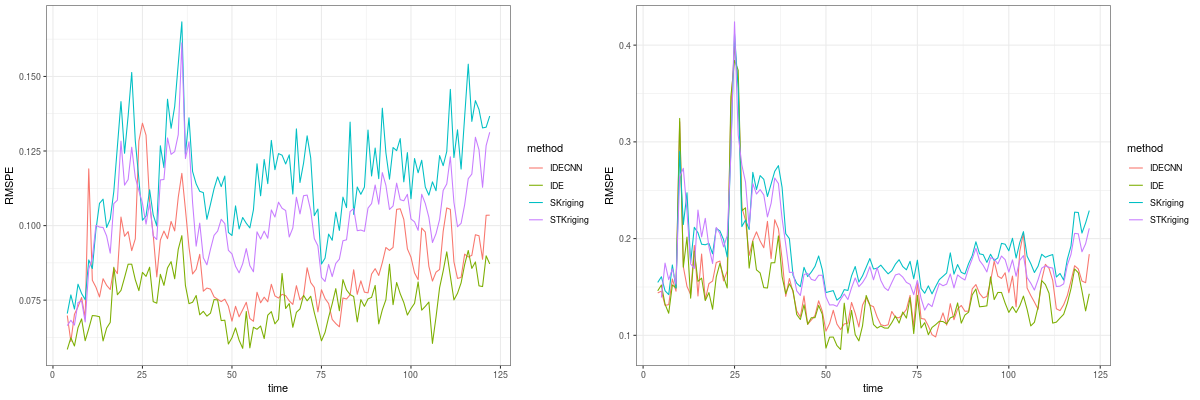 0.150
0.125
0.100
0.075
RMSPE
0
25
50
75
100
125
time
method
IDECNN
IDE
SKriging
STKriging
0.4
0.3
0.2
0.1
RMSPE
0
25
50
75
100
125
time
method
IDECNN
IDE
SKriging
STKriging